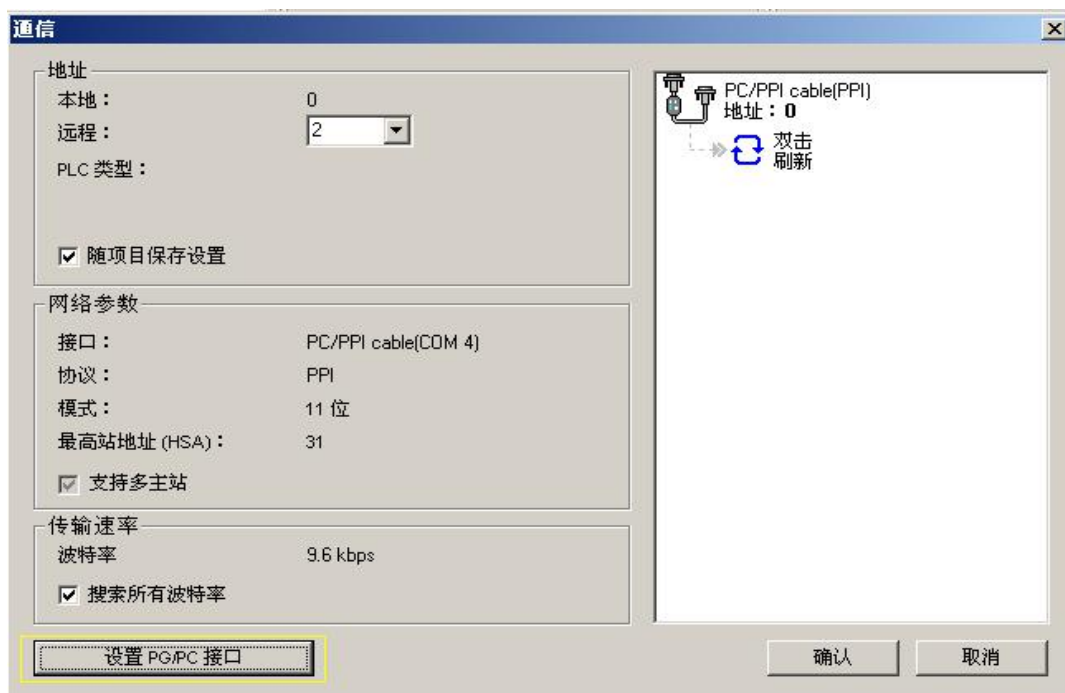 通信
地址
本地： 0
远程： 2
PLC 类型：
随项目保存设置
网络参数
接口： PC/PPI cable(COM 4)
协议： PPI
模式： 11 位
最高站地址 (HSA)： 31
支持多主站
传输速率
波特率 9.6 kbps
搜索所有波特率
设置 PG/PC 接口
PC/PPI cable(PPI)
地址：0
双击
刷新
确认
取消